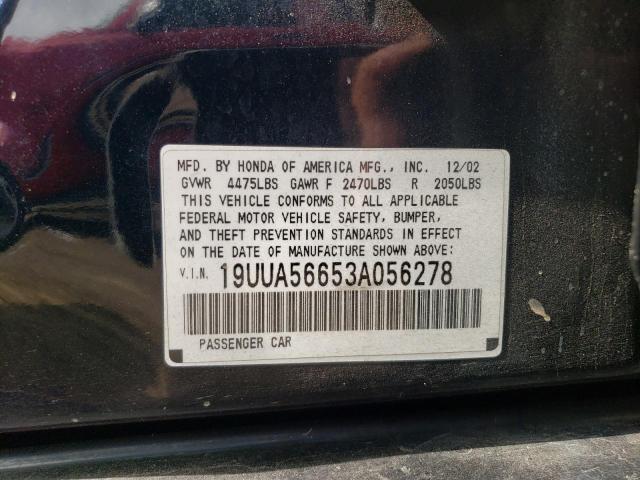 MFD. BY HONDA OF AMERICA MFG., INC. 12/02
GVWR 4475LBS GAWR F 2470LBS R 2050LBS
THIS VEHICLE CONFORMS TO ALL APPLICABLE
FEDERAL MOTOR VEHICLE SAFETY, BUMPER,
AND THEFT PREVENTION STANDARDS IN EFFECT
ON THE DATE OF MANUFACTURE SHOWN ABOVE:
V.I.N. 19UUA56653A056278
PASSENGER CAR